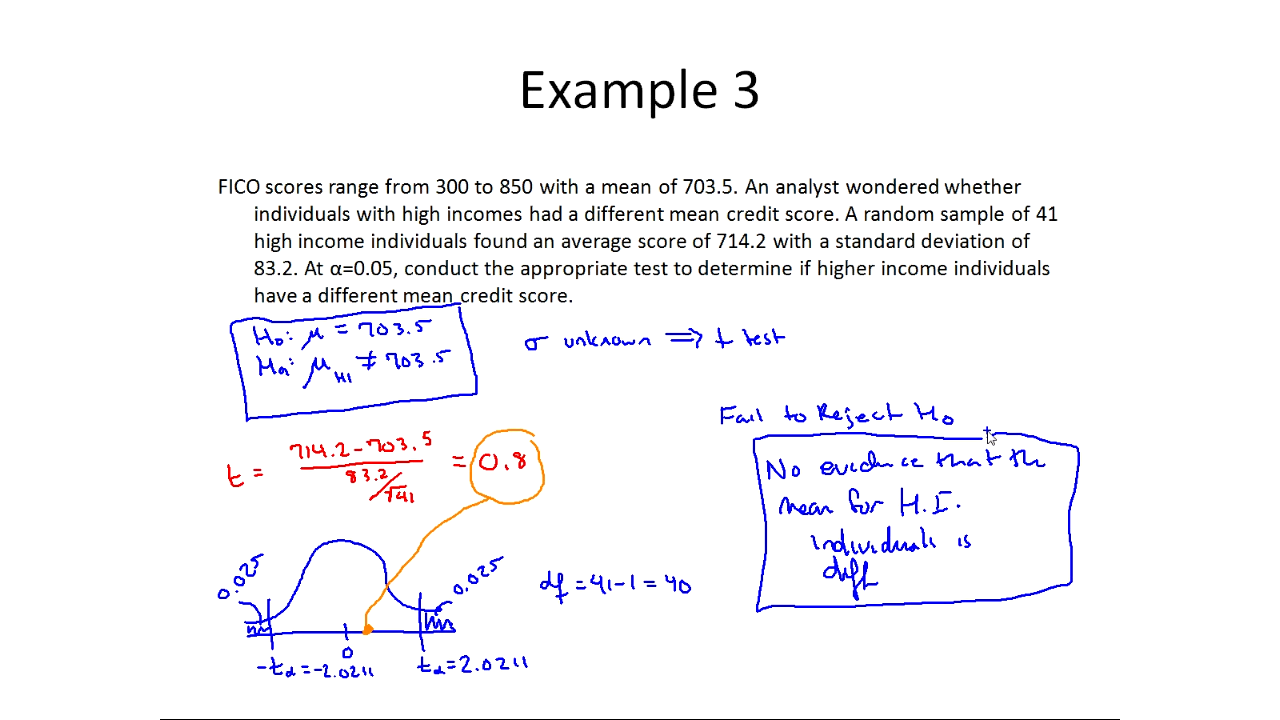 Example 3
FICO scores range from 300 to 850 with a mean of 703.5. An analyst wondered whether
individuals with high incomes had a different mean credit score. A random sample of 41
high income individuals found an average score of 714.2 with a standard deviation of
83.2. At α=0.05, conduct the appropriate test to determine if higher income individuals
have a different mean credit score.
H₀: μ = 703.5
Hₐ: μ_HI ≠ 703.5
σ unknown ⟹ t test
Fail to Reject H₀
No evidence that the
mean for H.I.
individuals is
diff
t = (714.2 - 703.5) / (83.2/√41) = 0.8
0.025
0.025
df = 41-1 = 40
0
-tα = -2.0211
tα = 2.0211